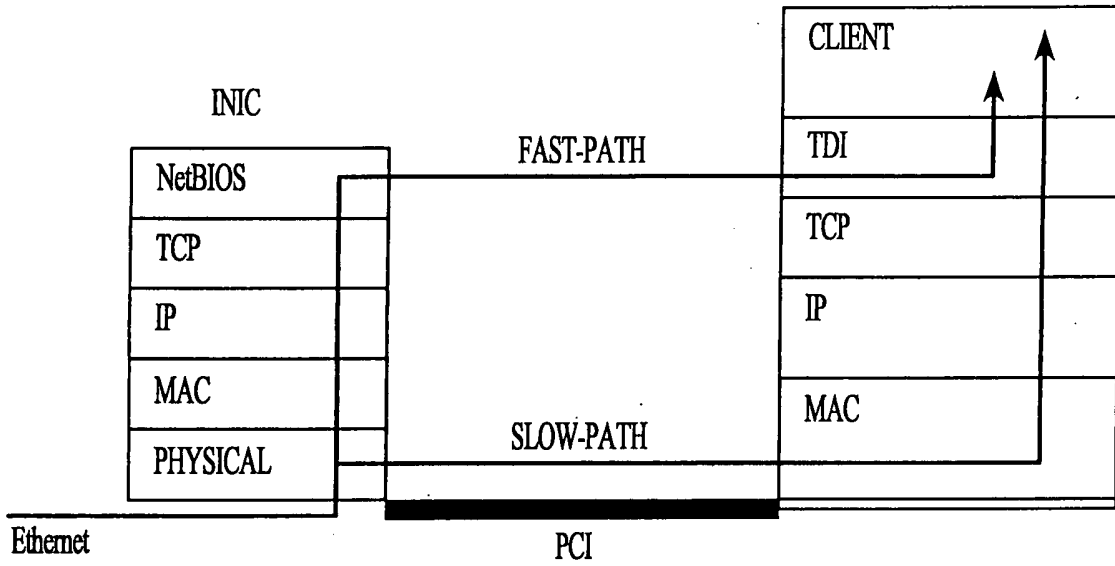 CLIENT
INIC
FAST-PATH
TDI
NetBIOS
TCP
TCP
IP
IP
MAC
MAC
SLOW-PATH
PHYSICAL
Ethernet
PCI